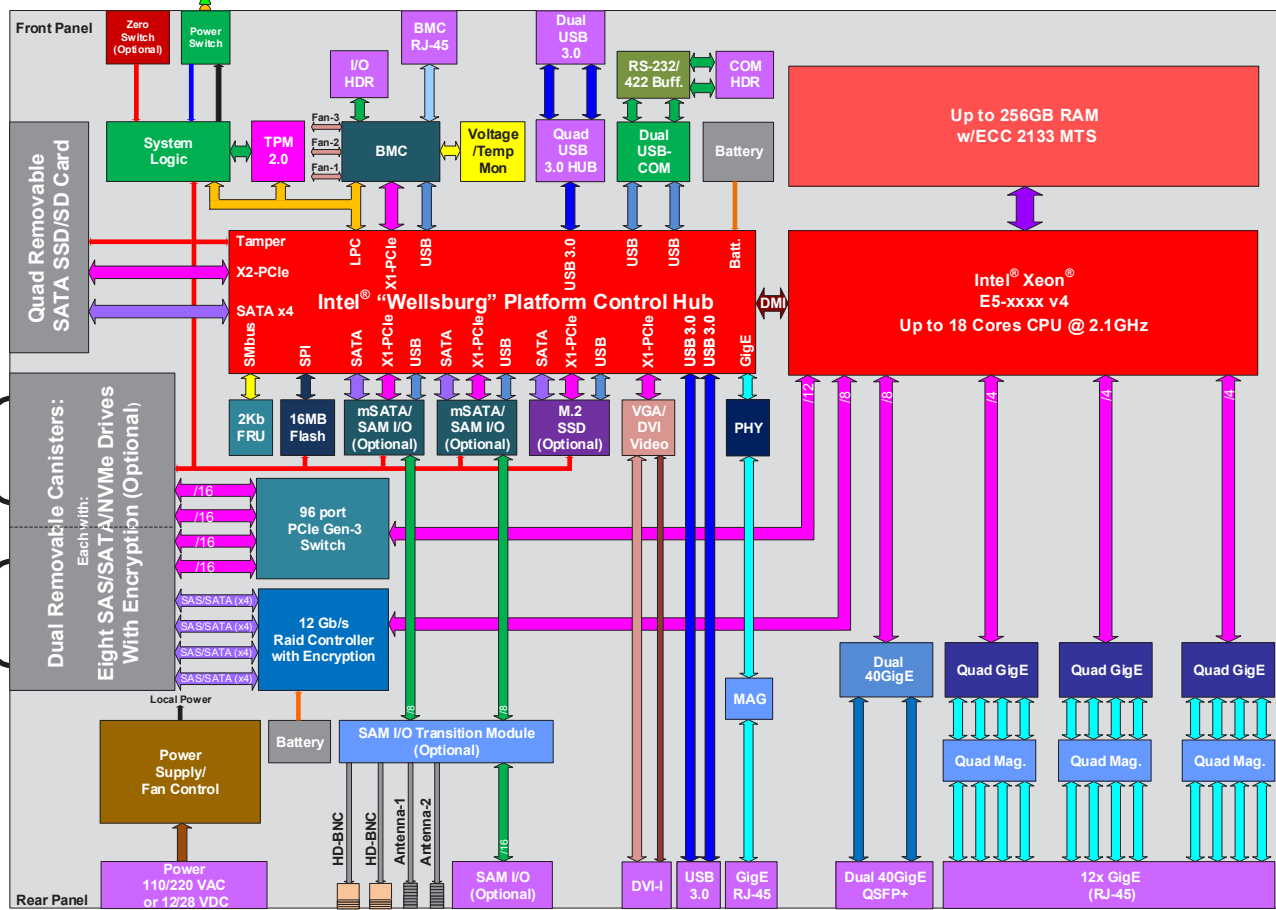 Front Panel
Zero
Switch
(Optional)
Power
Switch
BMC
RJ-45
Dual
USB
3.0
I/O
HDR
RS-232/
422 Buff.
COM
HDR
Up to 256GB RAM
w/ECC 2133 MTS
Quad Removable
SATA SSD/SD Card
System
Logic
TPM
2.0
Fan-3
Fan-2
Fan-1
BMC
Voltage
/Temp
Mon
Quad
USB
3.0 HUB
Dual
USB-
COM
Battery
Tamper
X2-PCIe
SATA x4
LPC
X1-PCIe
USB
USB 3.0
USB
USB
Batt.
Intel® “Wellsburg” Platform Control Hub
DMI
Intel® Xeon®
E5-xxxx v4
Up to 18 Cores CPU @ 2.1GHz
SMbus
SPI
SATA
X1-PCIe
USB
SATA
X1-PCIe
USB
SATA
X1-PCIe
USB
X1-PCIe
USB 3.0
USB 3.0
GigE
/12
/8
/8
/4
/4
/4
2Kb
FRU
16MB
Flash
mSATA/
SAM I/O
(Optional)
mSATA/
SAM I/O
(Optional)
M.2
SSD
(Optional)
VGA/
DVI
Video
PHY
Dual Removable Canisters:
Each with:
Eight SAS/SATA/NVMe Drives
With Encryption (Optional)
/16
/16
/16
/16
96 port
PCIe Gen-3
Switch
SAS/SATA (x4)
SAS/SATA (x4)
SAS/SATA (x4)
SAS/SATA (x4)
12 Gb/s
Raid Controller
with Encryption
Dual
40GigE
Quad GigE
Quad GigE
Quad GigE
MAG
Local Power
Power
Supply/
Fan Control
Battery
/8
/8
SAM I/O Transition Module
(Optional)
Quad Mag.
Quad Mag.
Quad Mag.
HD-BNC
HD-BNC
Antenna-1
Antenna-2
/16
Rear Panel
Power
110/220 VAC
or 12/28 VDC
SAM I/O
(Optional)
DVI-I
USB
3.0
GigE
RJ-45
Dual 40GigE
QSFP+
12x GigE
(RJ-45)